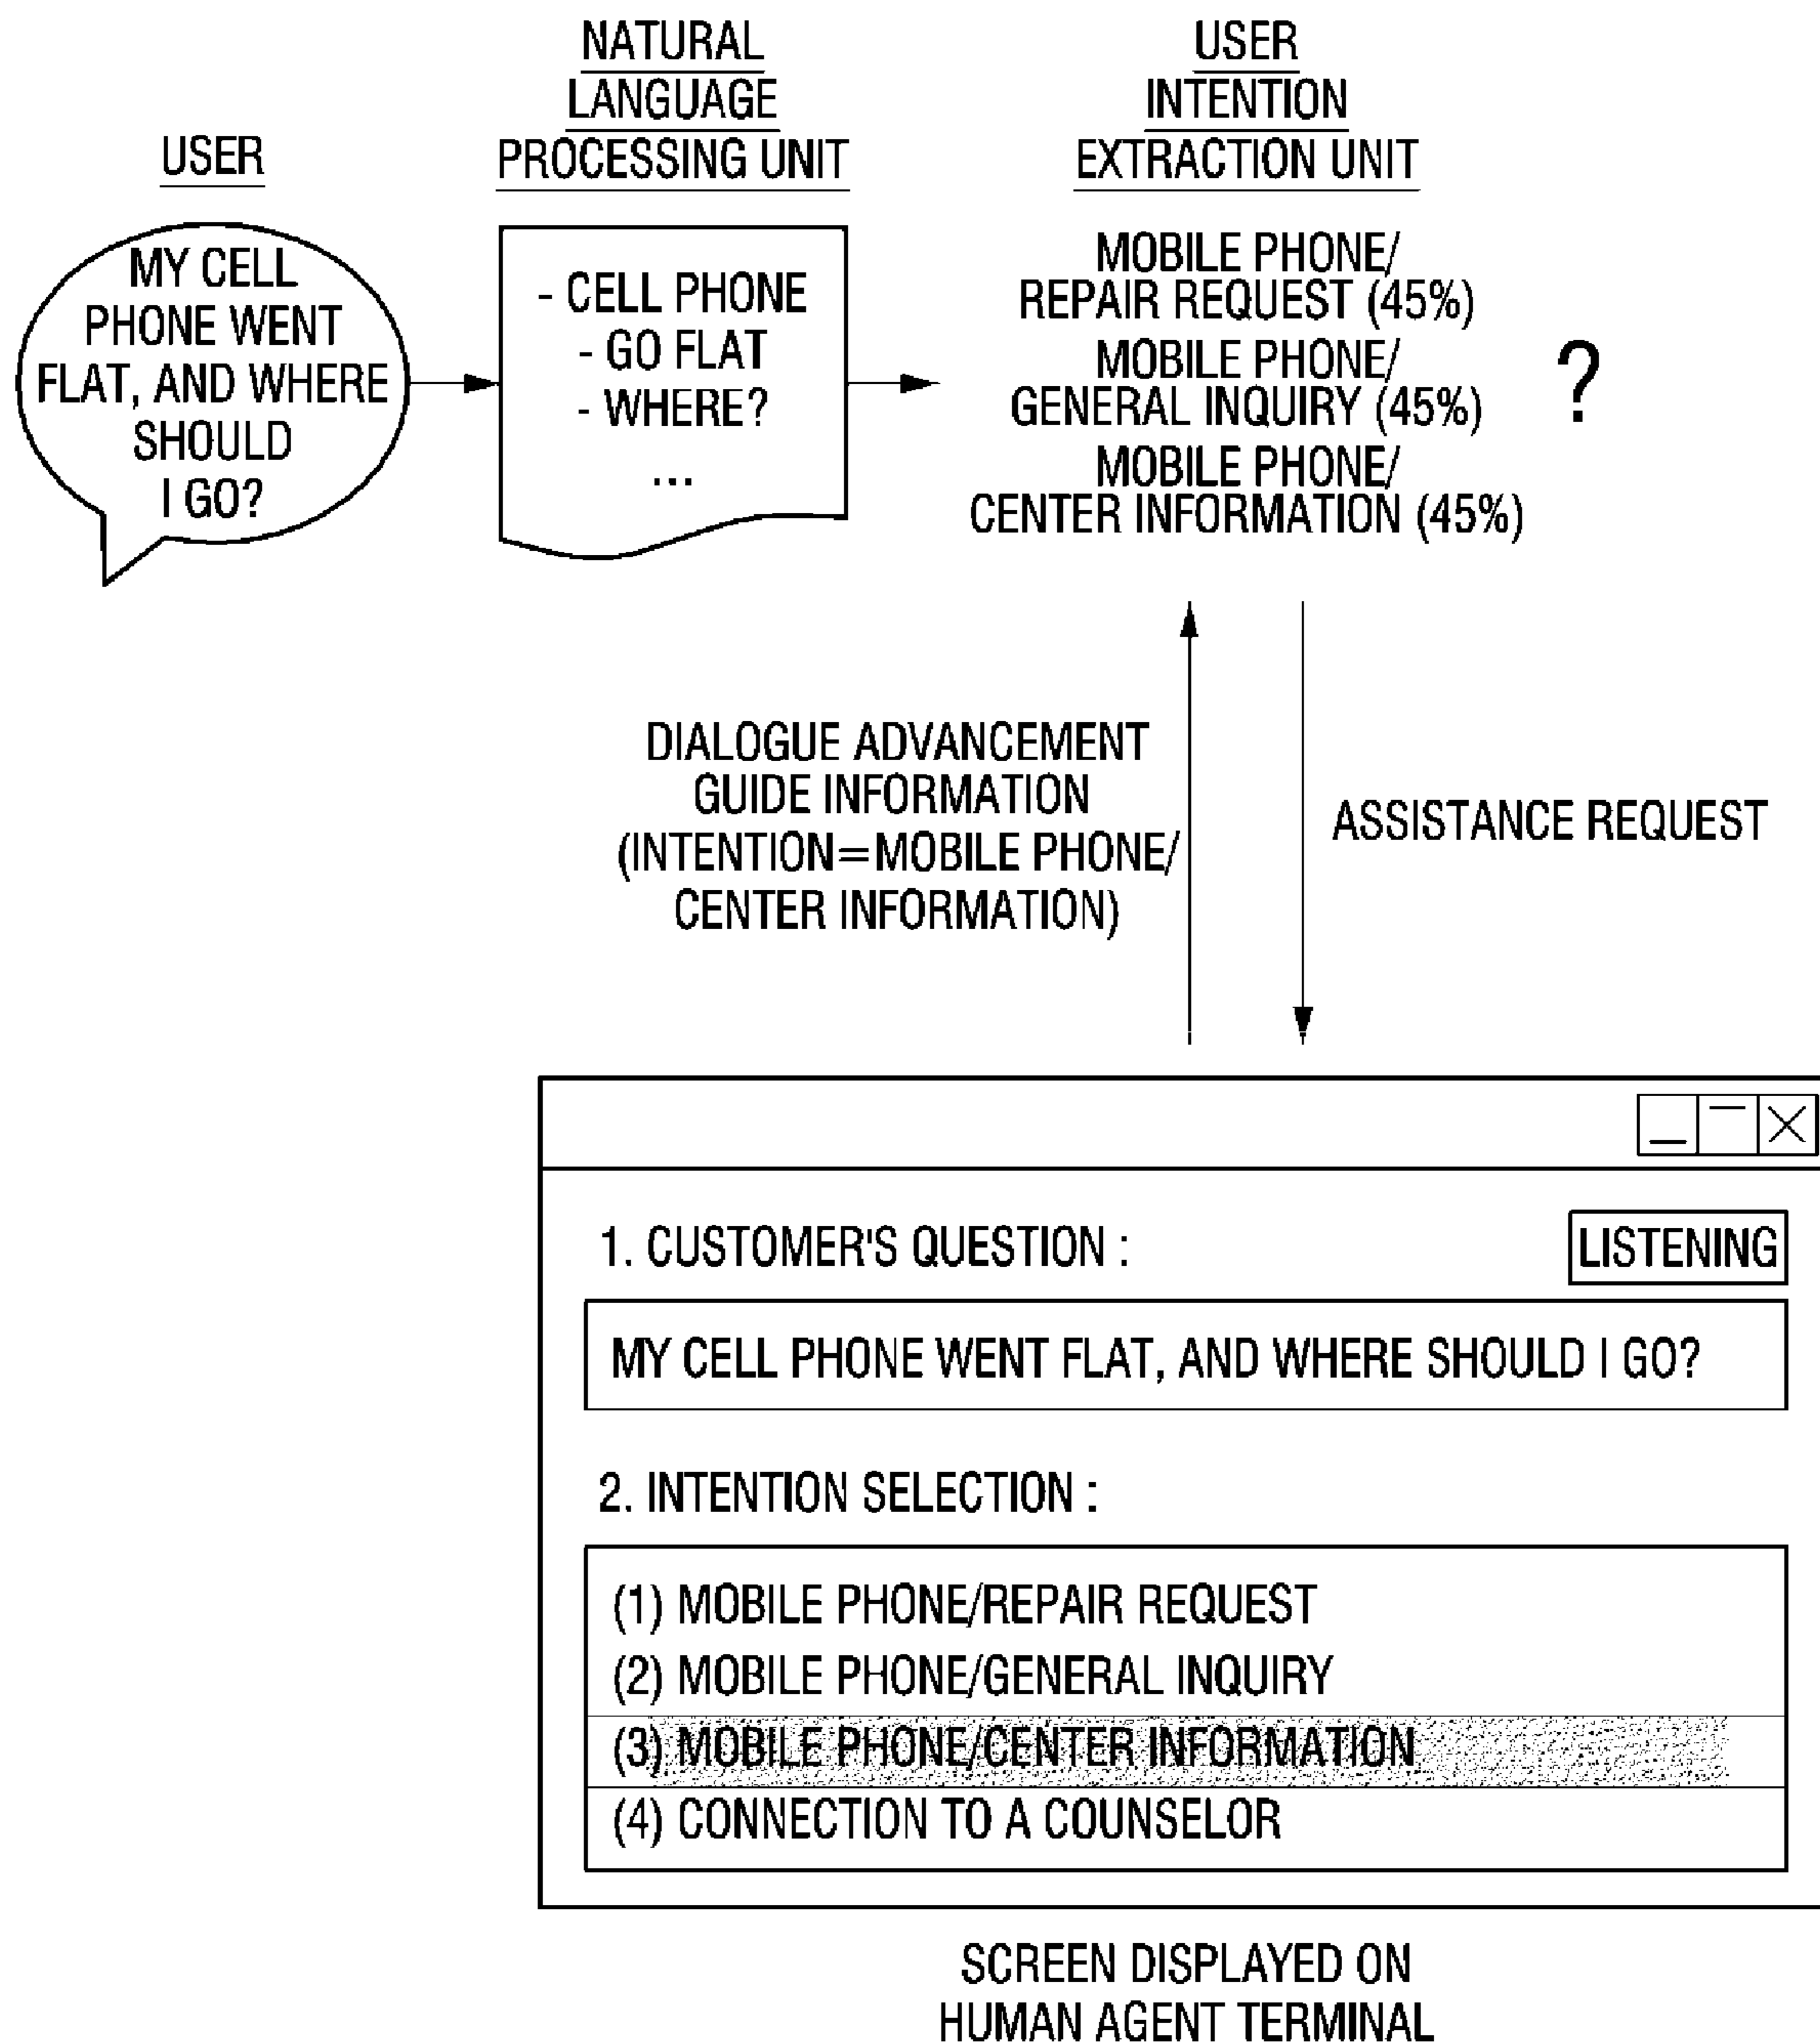 USER
MY CELL
PHONE WENT
FLAT, AND WHERE
SHOULD
I GO?
NATURAL
LANGUAGE
PROCESSING UNIT
- CELL PHONE
- GO FLAT
- WHERE?
...
USER
INTENTION
EXTRACTION UNIT
MOBILE PHONE/
REPAIR REQUEST (45%)
MOBILE PHONE/
GENERAL INQUIRY (45%)
MOBILE PHONE/
CENTER INFORMATION (45%)
?
DIALOGUE ADVANCEMENT
GUIDE INFORMATION
(INTENTION=MOBILE PHONE/
CENTER INFORMATION)
ASSISTANCE REQUEST
1. CUSTOMER'S QUESTION :
LISTENING
MY CELL PHONE WENT FLAT, AND WHERE SHOULD I GO?
2. INTENTION SELECTION :
(1) MOBILE PHONE/REPAIR REQUEST
(2) MOBILE PHONE/GENERAL INQUIRY
(3) MOBILE PHONE/CENTER INFORMATION
(4) CONNECTION TO A COUNSELOR
SCREEN DISPLAYED ON
HUMAN AGENT TERMINAL